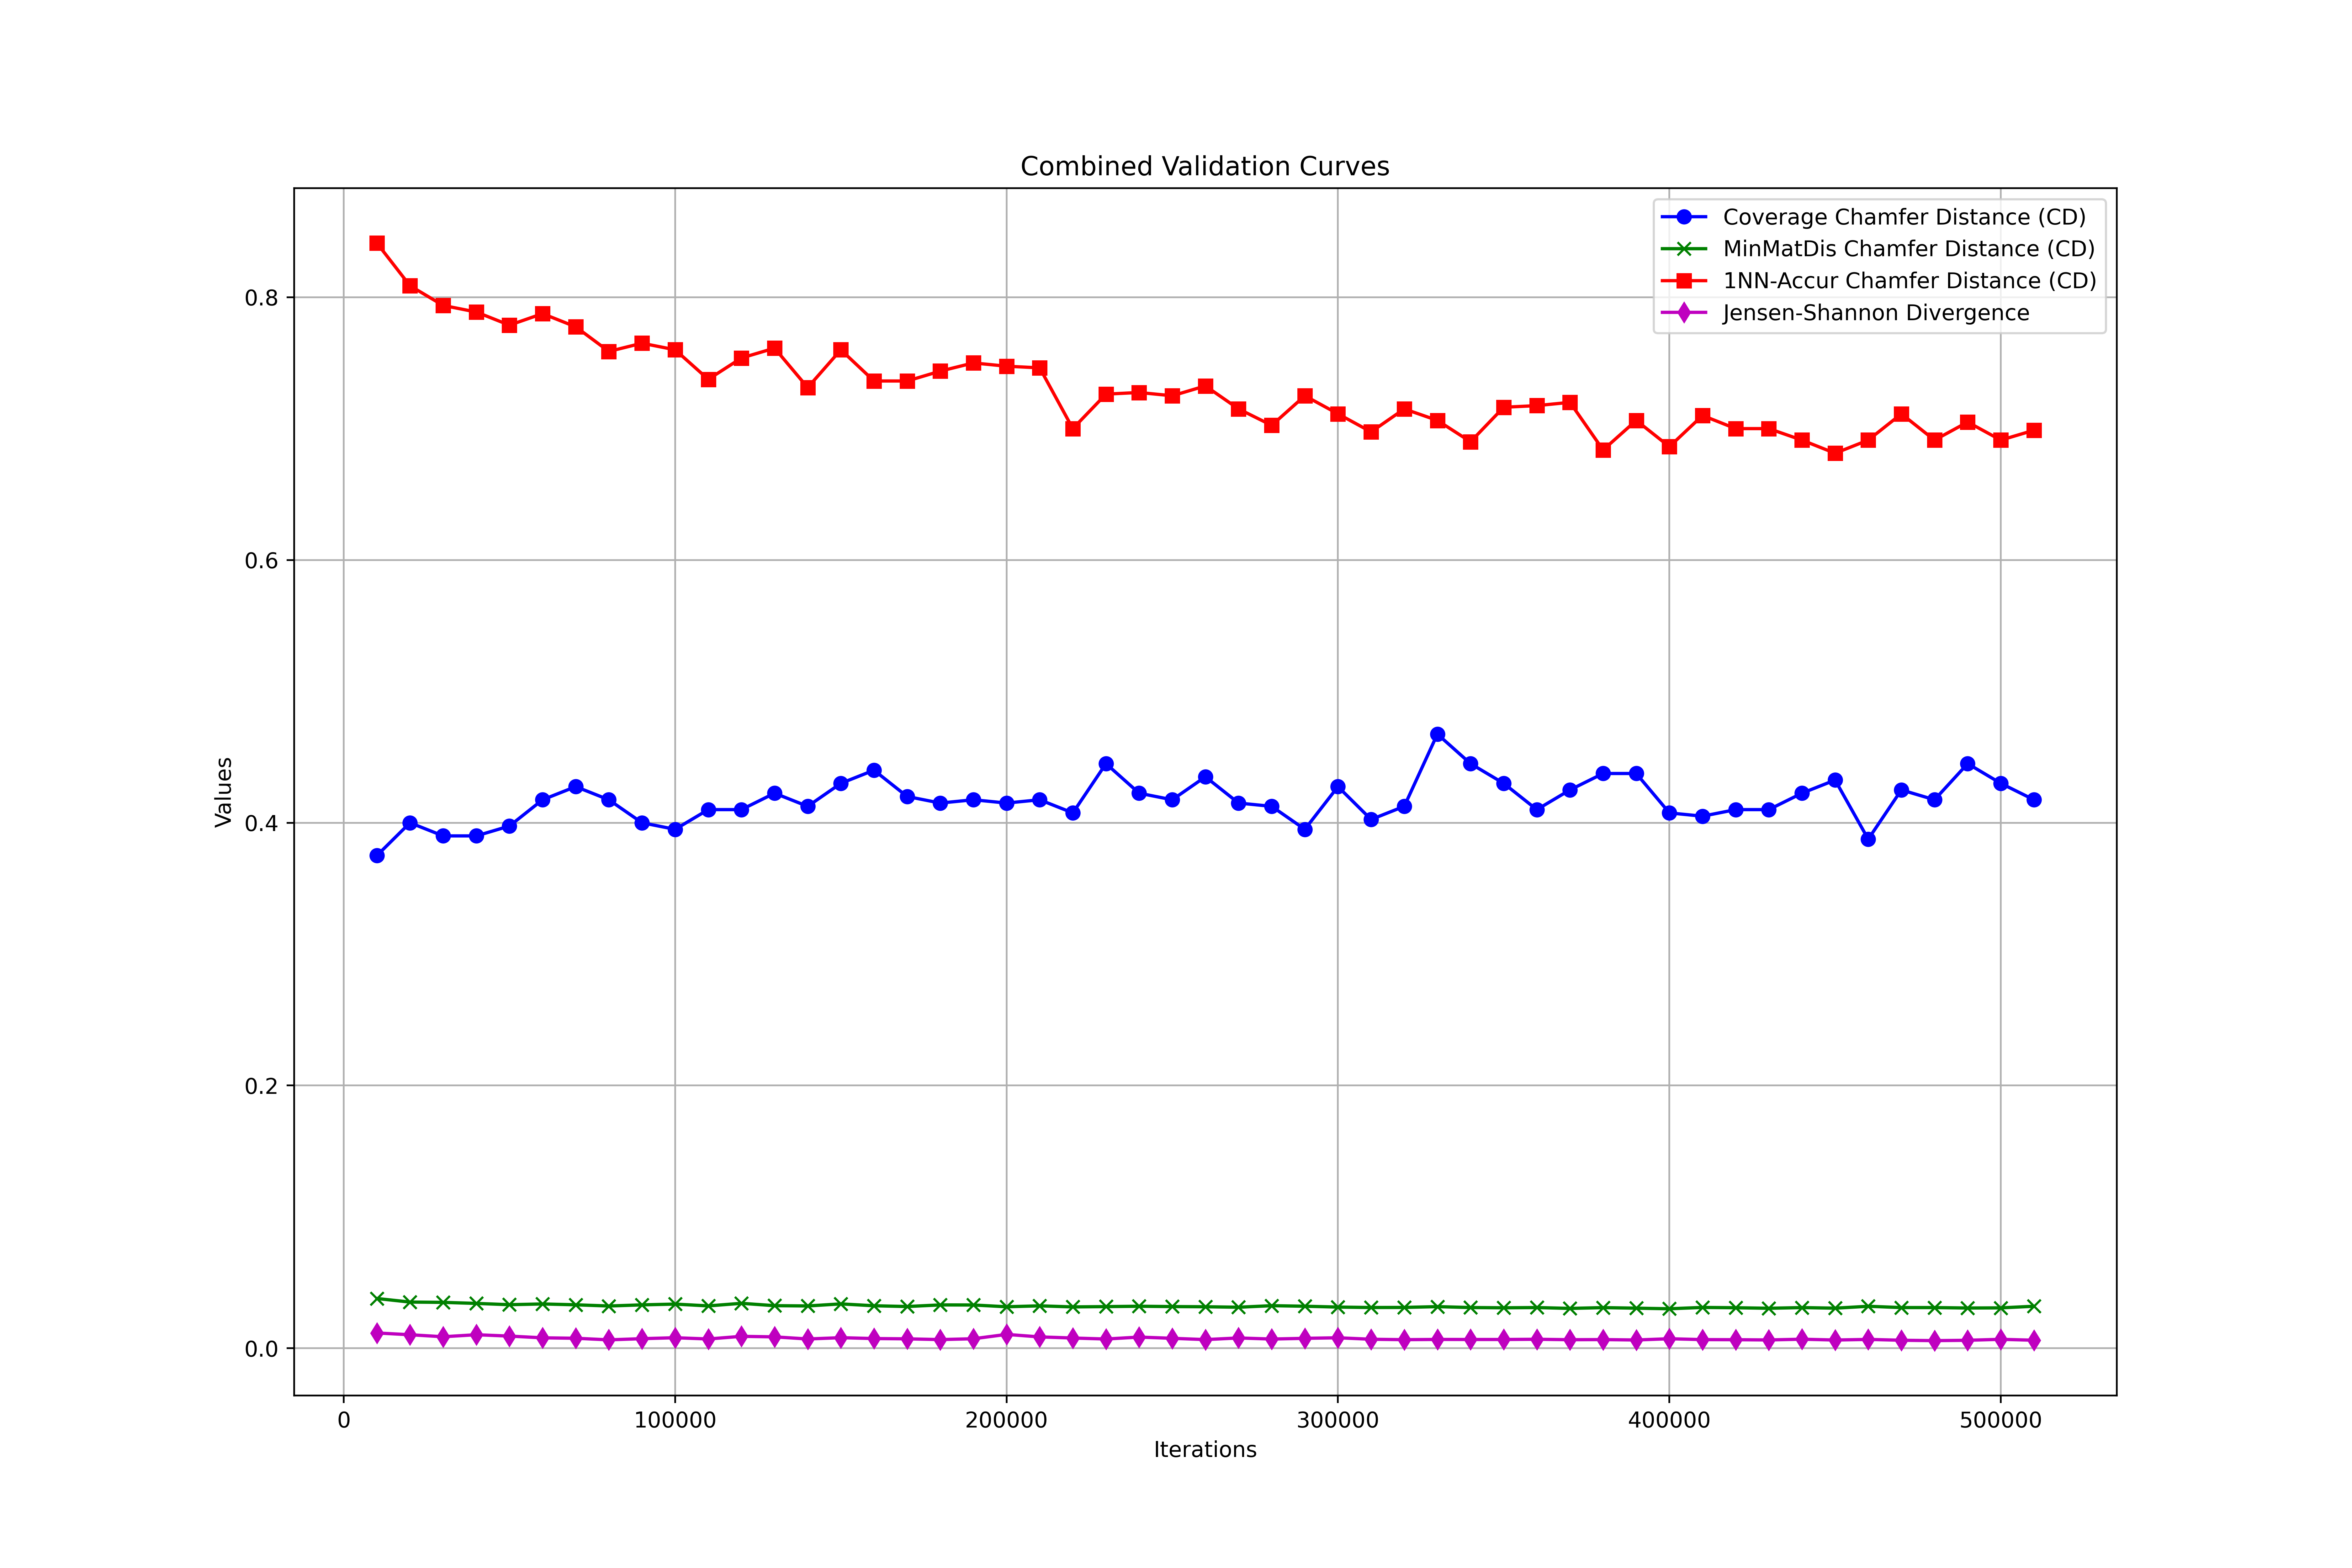 Combined Validation Curves
Coverage Chamfer Distance (CD)
MinMatDis Chamfer Distance (CD)
1NN-Accur Chamfer Distance (CD)
Jensen-Shannon Divergence
0.8
0.6
0.4
0.2
0.0
Values
0 100000 200000 300000 400000 500000
Iterations